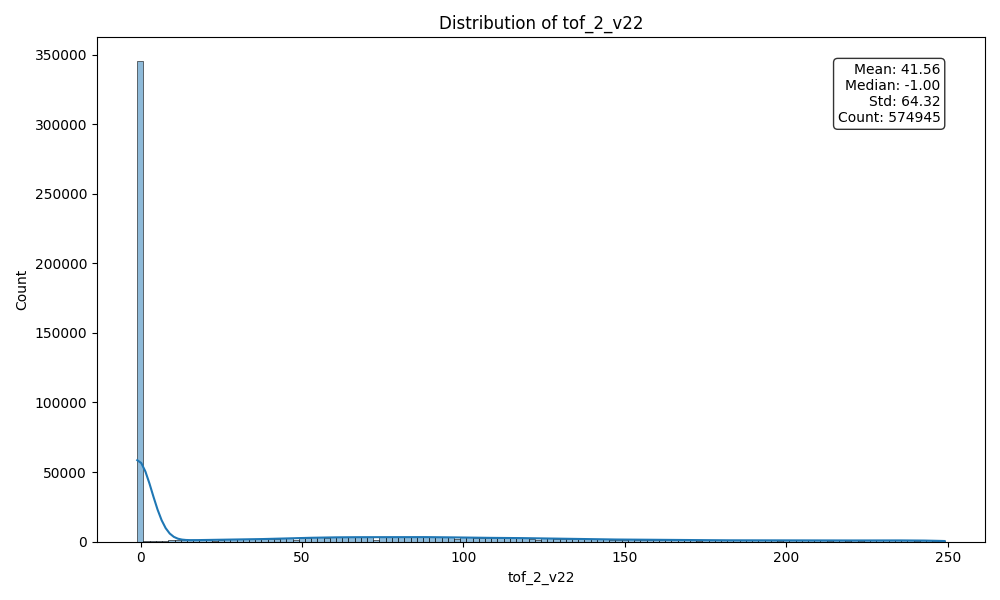 Distribution of tof_2_v22
Mean: 41.56
Median: -1.00
Std: 64.32
Count: 574945
350000
300000
250000
200000
150000
100000
50000
0
Count
0 50 100 150 200 250
tof_2_v22